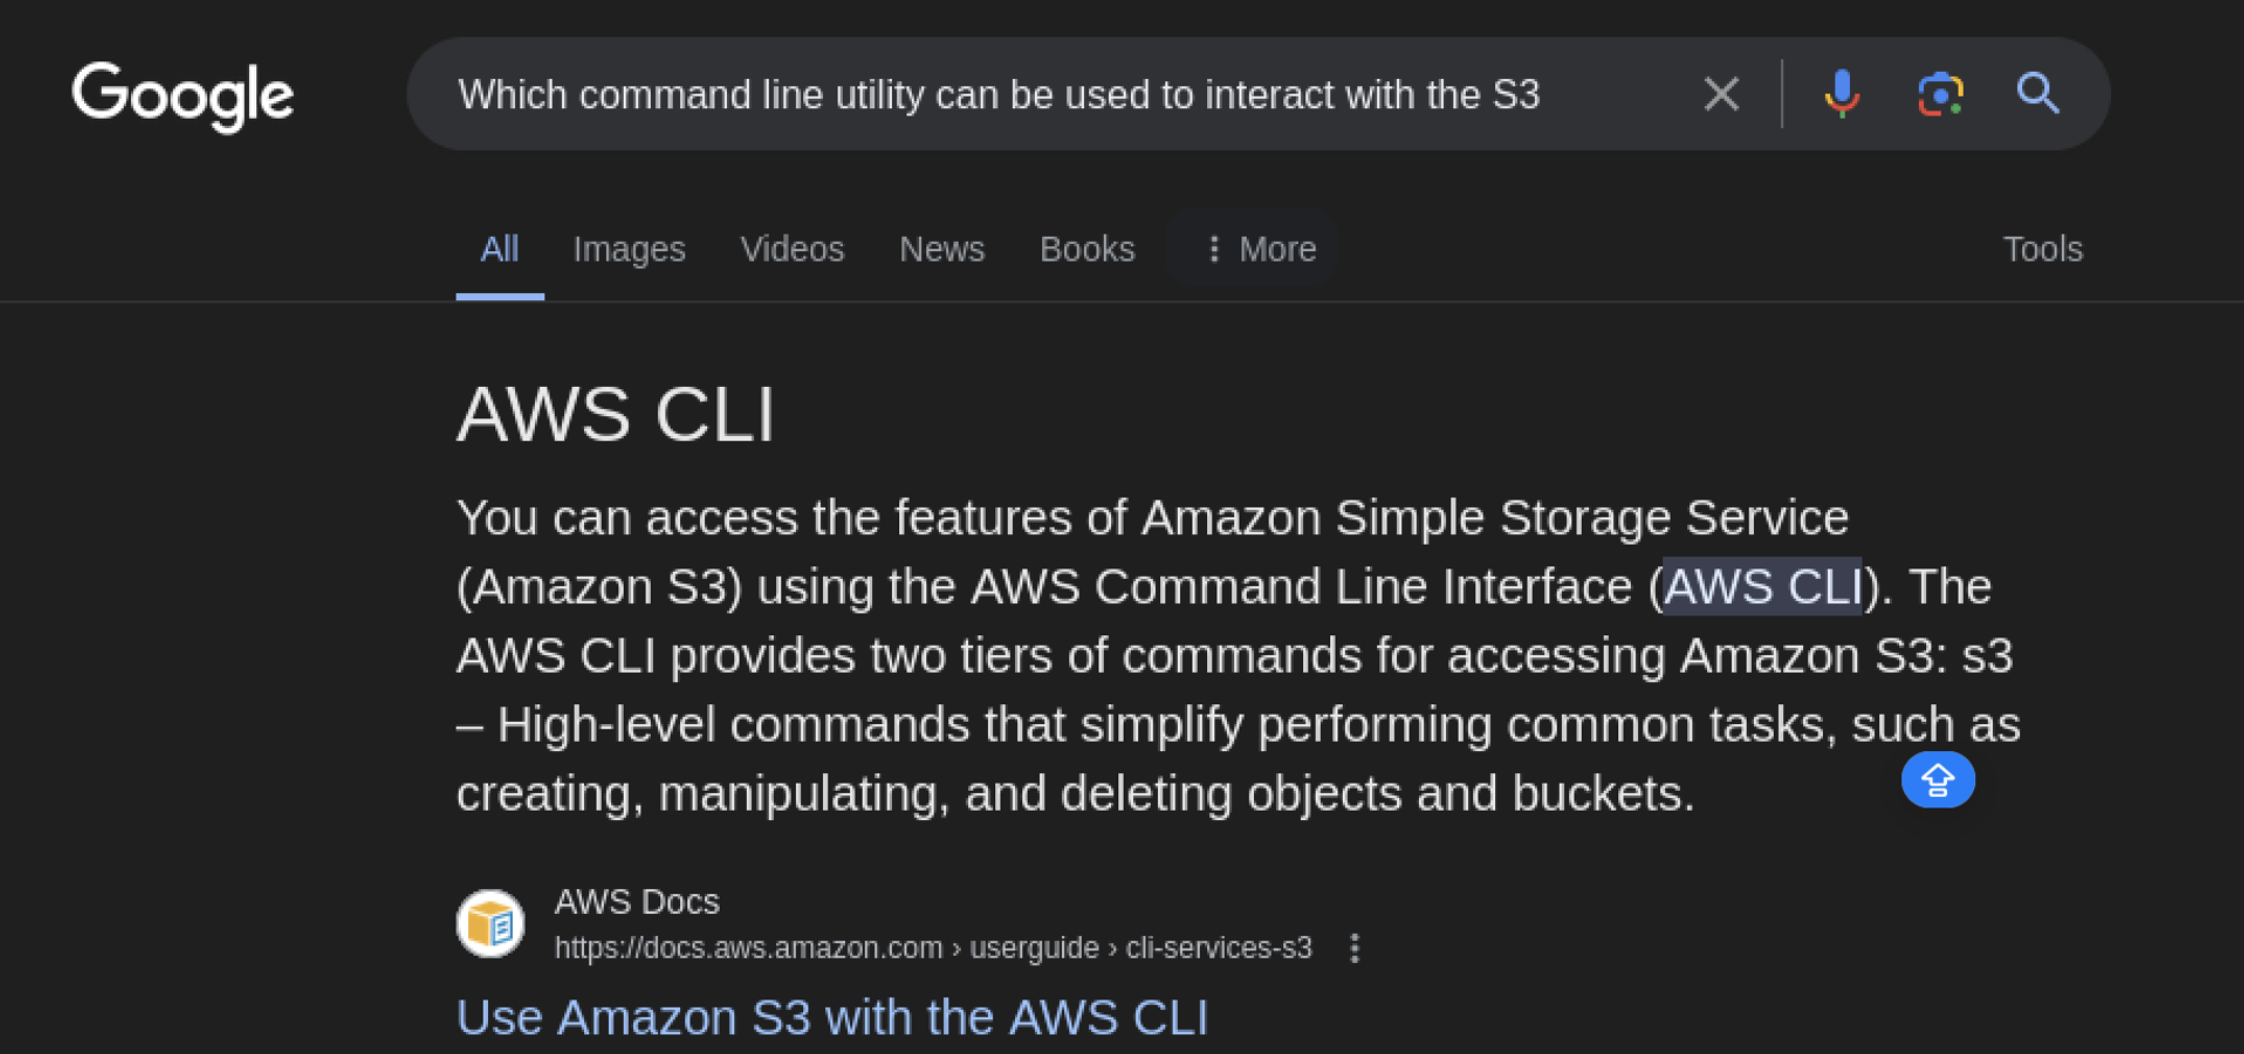 Google
Which command line utility can be used to interact with the S3
All Images Videos News Books More Tools
AWS CLI
You can access the features of Amazon Simple Storage Service
(Amazon S3) using the AWS Command Line Interface (AWS CLI). The
AWS CLI provides two tiers of commands for accessing Amazon S3: s3
– High-level commands that simplify performing common tasks, such as
creating, manipulating, and deleting objects and buckets.
AWS Docs
https://docs.aws.amazon.com › userguide › cli-services-s3
Use Amazon S3 with the AWS CLI